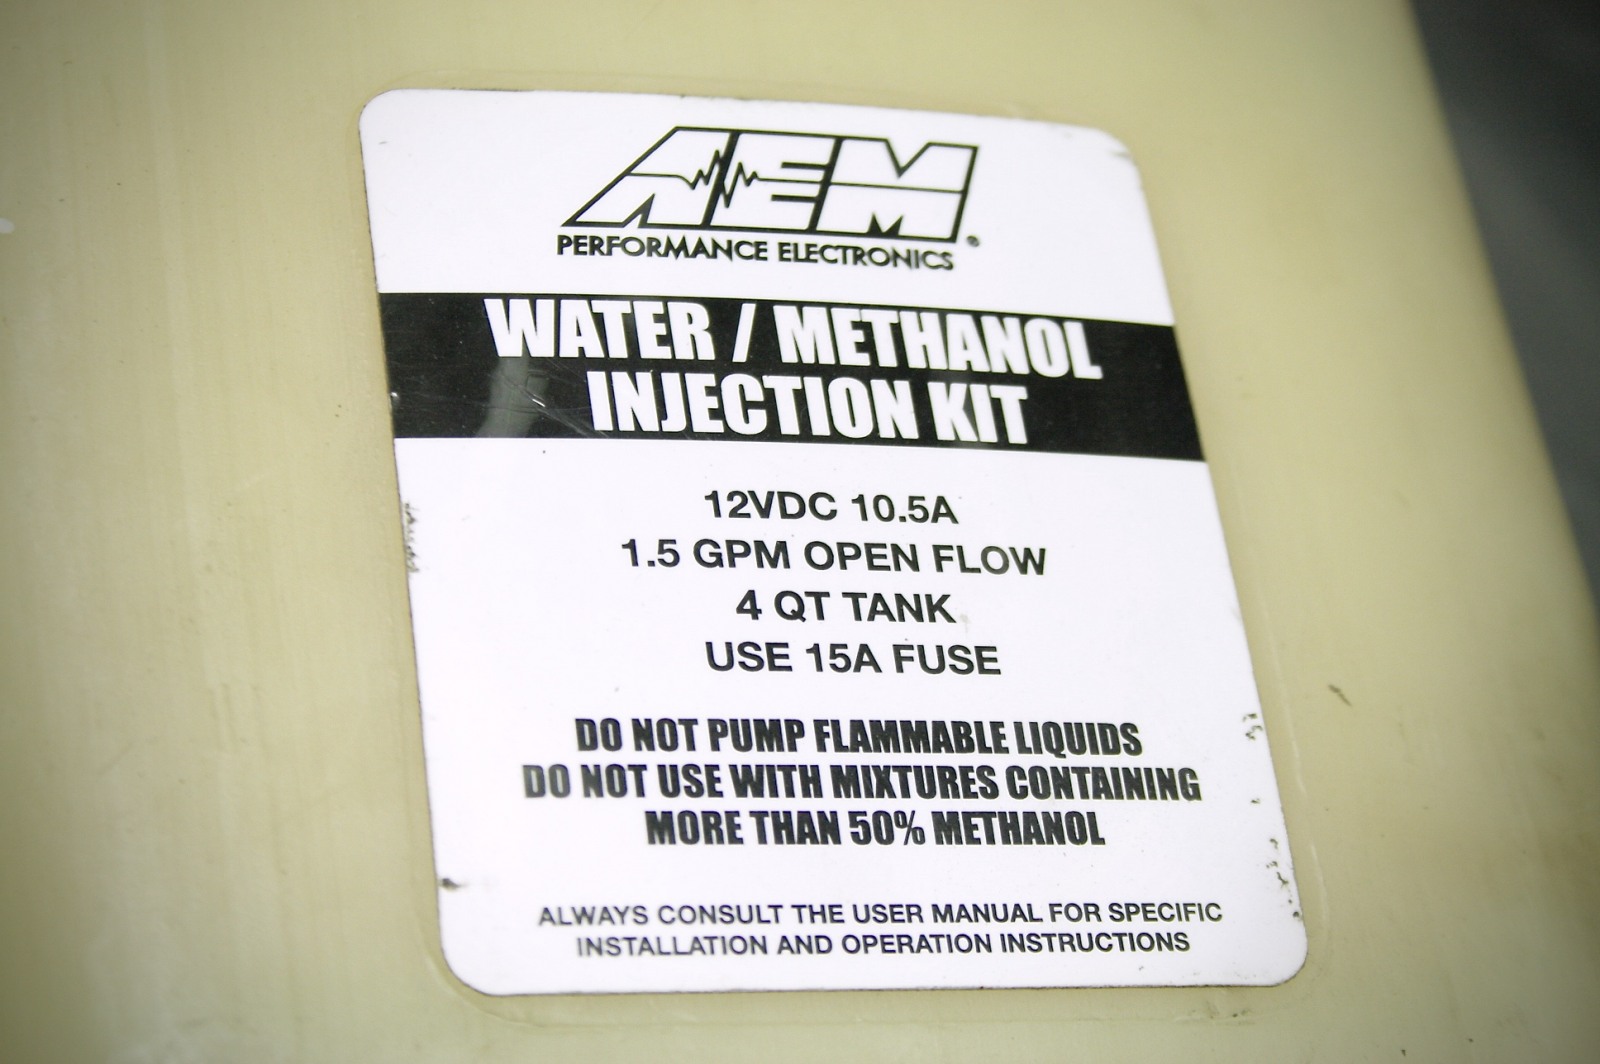 AEM®
PERFORMANCE ELECTRONICS
WATER / METHANOL
INJECTION KIT
12VDC 10.5A
1.5 GPM OPEN FLOW
4 QT TANK
USE 15A FUSE
DO NOT PUMP FLAMMABLE LIQUIDS
DO NOT USE WITH MIXTURES CONTAINING
MORE THAN 50% METHANOL
ALWAYS CONSULT THE USER MANUAL FOR SPECIFIC
INSTALLATION AND OPERATION INSTRUCTIONS